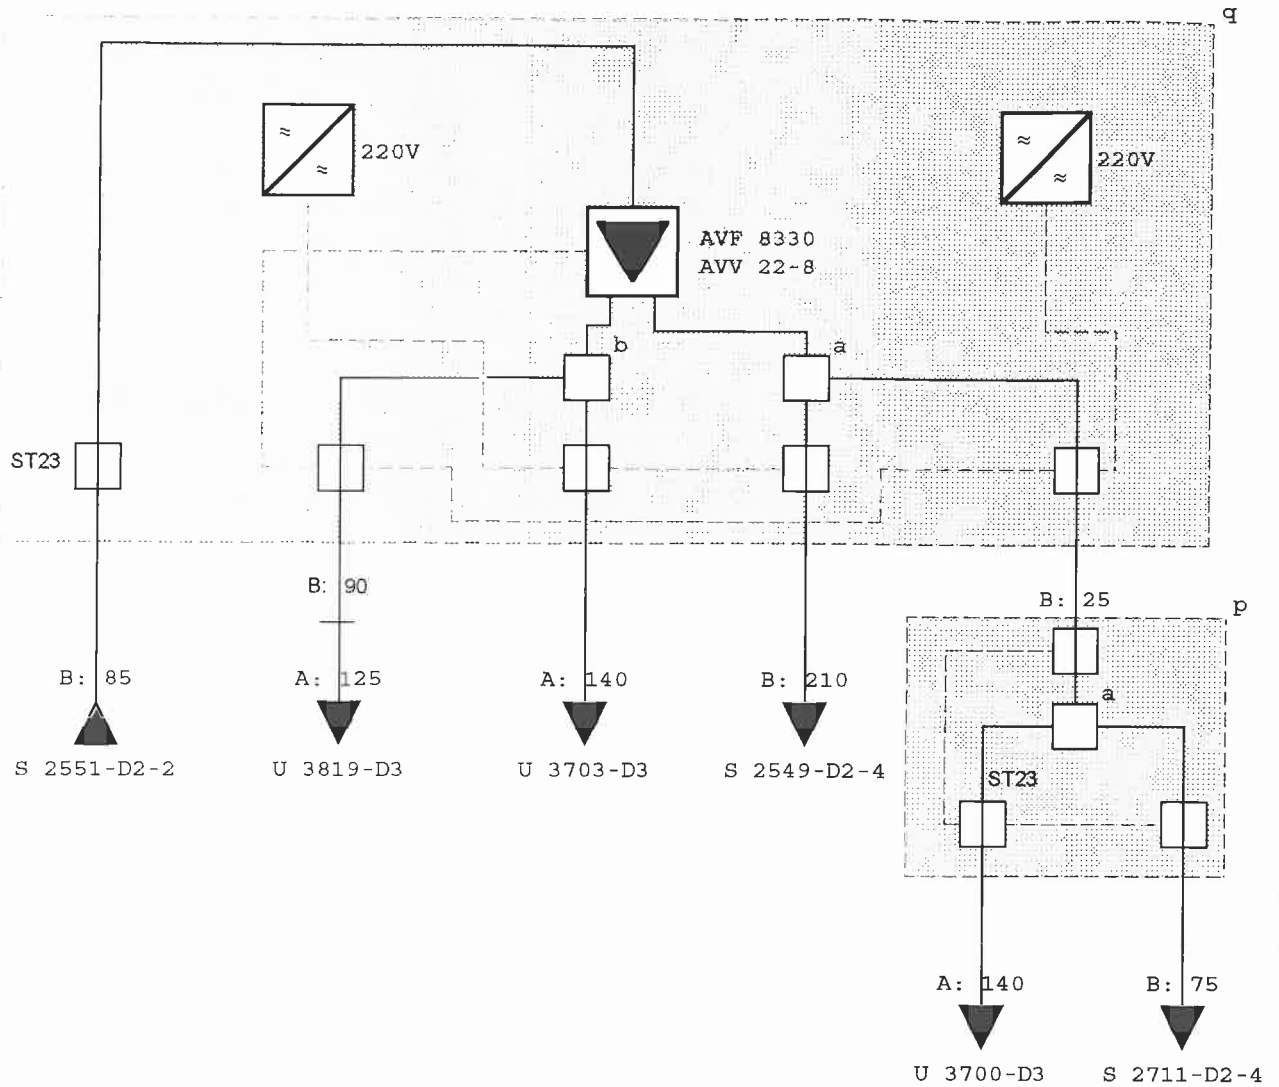 q
≈
≈
220V
≈
≈
220V
AVF 8330
AVV 22-8
b
a
ST23
B: 90
B: 25
p
B: 85
A: 125
A: 140
B: 210
a
S 2551-D2-2
U 3819-D3
U 3703-D3
S 2549-D2-4
ST23
A: 140
B: 75
U 3700-D3
S 2711-D2-4